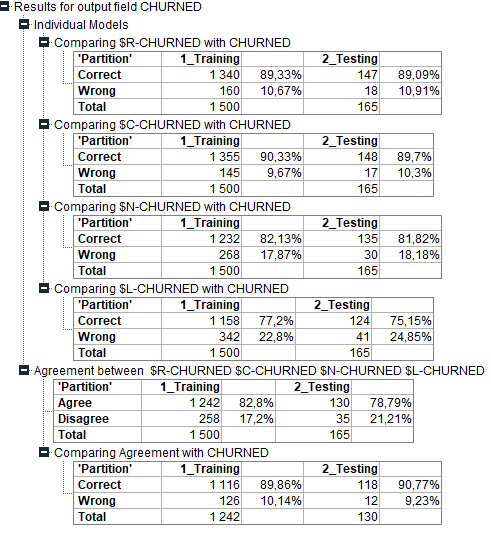 Results for output field CHURNED
Individual Models
Comparing $R-CHURNED with CHURNED
'Partition' 1_Training 2_Testing
Correct 1 340 89,33% 147 89,09%
Wrong 160 10,67% 18 10,91%
Total 1 500 165
Comparing $C-CHURNED with CHURNED
'Partition' 1_Training 2_Testing
Correct 1 355 90,33% 148 89,7%
Wrong 145 9,67% 17 10,3%
Total 1 500 165
Comparing $N-CHURNED with CHURNED
'Partition' 1_Training 2_Testing
Correct 1 232 82,13% 135 81,82%
Wrong 268 17,87% 30 18,18%
Total 1 500 165
Comparing $L-CHURNED with CHURNED
'Partition' 1_Training 2_Testing
Correct 1 158 77,2% 124 75,15%
Wrong 342 22,8% 41 24,85%
Total 1 500 165
Agreement between $R-CHURNED $C-CHURNED $N-CHURNED $L-CHURNED
'Partition' 1_Training 2_Testing
Agree 1 242 82,8% 130 78,79%
Disagree 258 17,2% 35 21,21%
Total 1 500 165
Comparing Agreement with CHURNED
'Partition' 1_Training 2_Testing
Correct 1 116 89,86% 118 90,77%
Wrong 126 10,14% 12 9,23%
Total 1 242 130